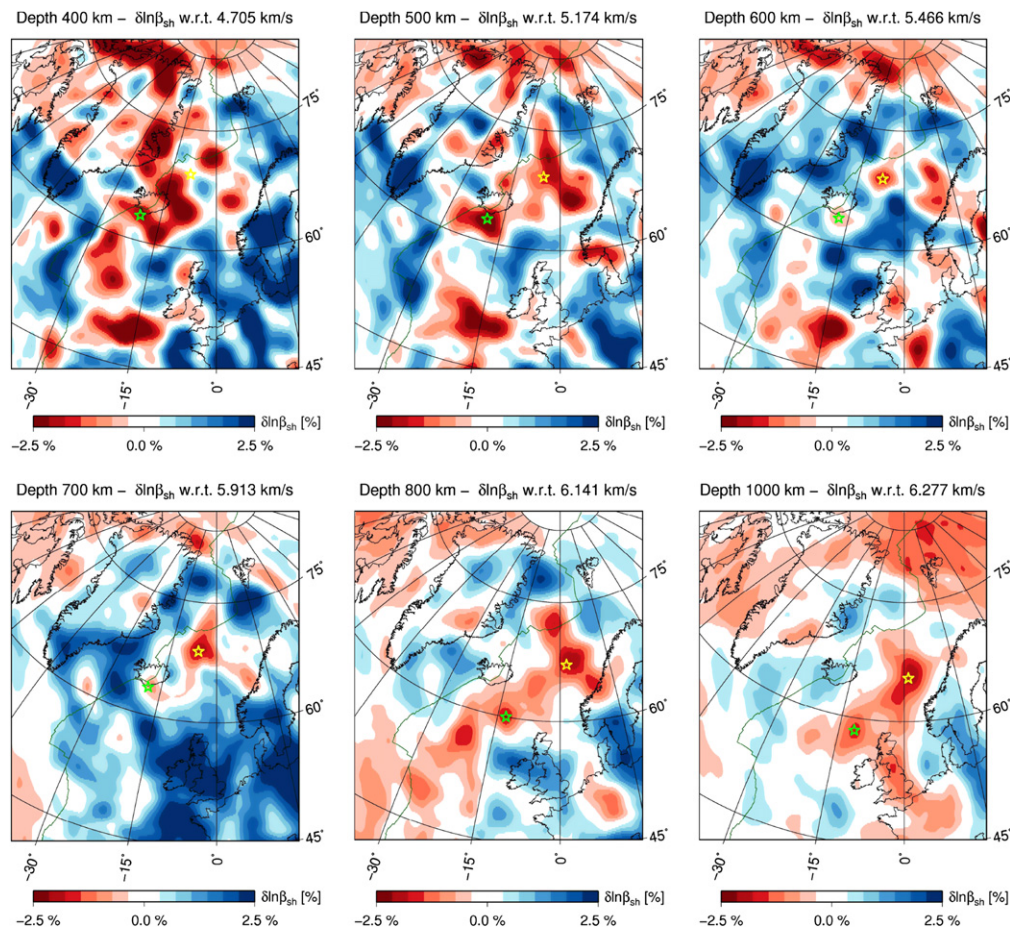 Depth 400 km – δlnβsh w.r.t. 4.705 km/s
Depth 500 km – δlnβsh w.r.t. 5.174 km/s
Depth 600 km – δlnβsh w.r.t. 5.466 km/s
75˚ 75˚ 75˚
60˚ 60˚ 60˚
45˚ 45˚ 45˚
−30˚ −15˚ 0 −30˚ −15˚ 0 −30˚ −15˚ 0
δlnβsh [%] δlnβsh [%] δlnβsh [%]
−2.5 % 0.0 % 2.5 % −2.5 % 0.0 % 2.5 % −2.5 % 0.0 % 2.5 %
Depth 700 km – δlnβsh w.r.t. 5.913 km/s
Depth 800 km – δlnβsh w.r.t. 6.141 km/s
Depth 1000 km – δlnβsh w.r.t. 6.277 km/s
75˚ 75˚ 75˚
60˚ 60˚ 60˚
45˚ 45˚ 45˚
−30˚ −15˚ 0 −30˚ −15˚ 0 −30˚ −15˚ 0
δlnβsh [%] δlnβsh [%] δlnβsh [%]
−2.5 % 0.0 % 2.5 % −2.5 % 0.0 % 2.5 % −2.5 % 0.0 % 2.5 %